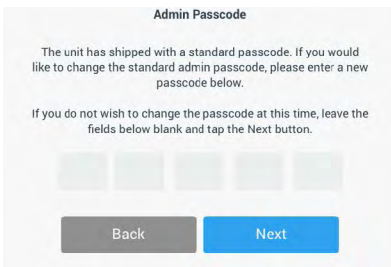 Admin Passcode
The unit has shipped with a standard passcode. If you would
like to change the standard admin passcode, please enter a new
passcode below.
If you do not wish to change the passcode at this time, leave the
fields below blank and tap the Next button.
Back
Next